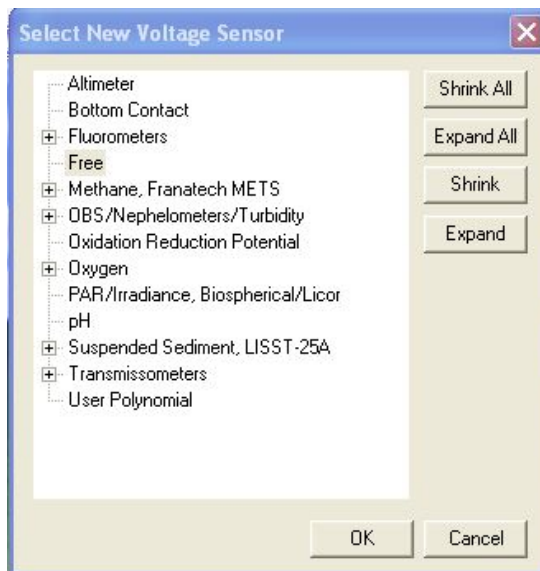 Select New Voltage Sensor
Altimeter
Bottom Contact
Fluorometers
Free
Methane, Franatech METS
OBS/Nephelometers/Turbidity
Oxidation Reduction Potential
Oxygen
PAR/Irradiance, Biospherical/Licor
pH
Suspended Sediment, LISST-25A
Transmissometers
User Polynomial
Shrink All
Expand All
Shrink
Expand
OK
Cancel